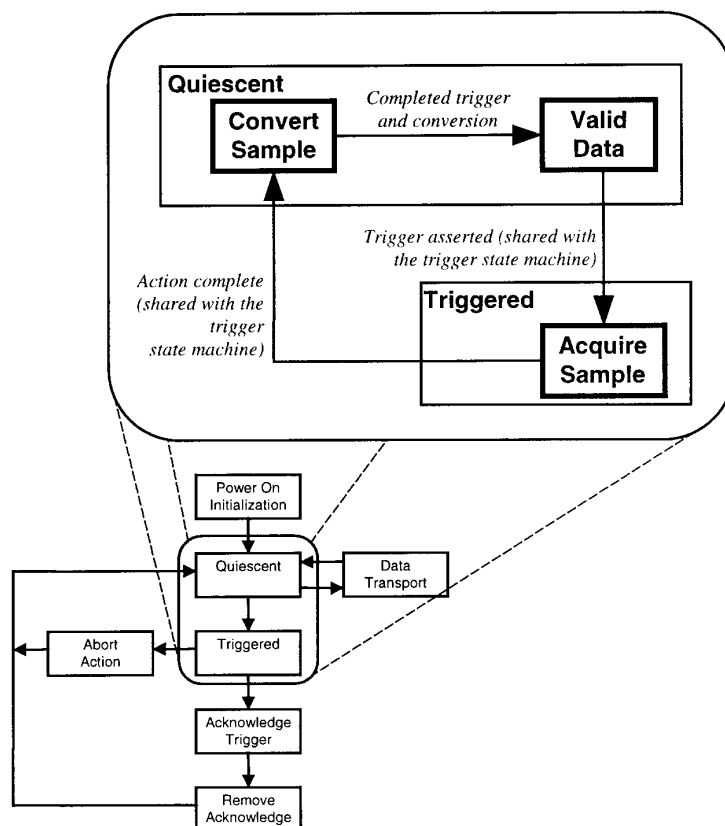 Quiescent
Convert
Sample
Completed trigger
and conversion
Valid
Data
Trigger asserted (shared with
the trigger state machine)
Action complete
(shared with the
trigger
state machine)
Triggered
Acquire
Sample
Power On
Initialization
Quiescent
Data
Transport
Abort
Action
Triggered
Acknowledge
Trigger
Remove
Acknowledge